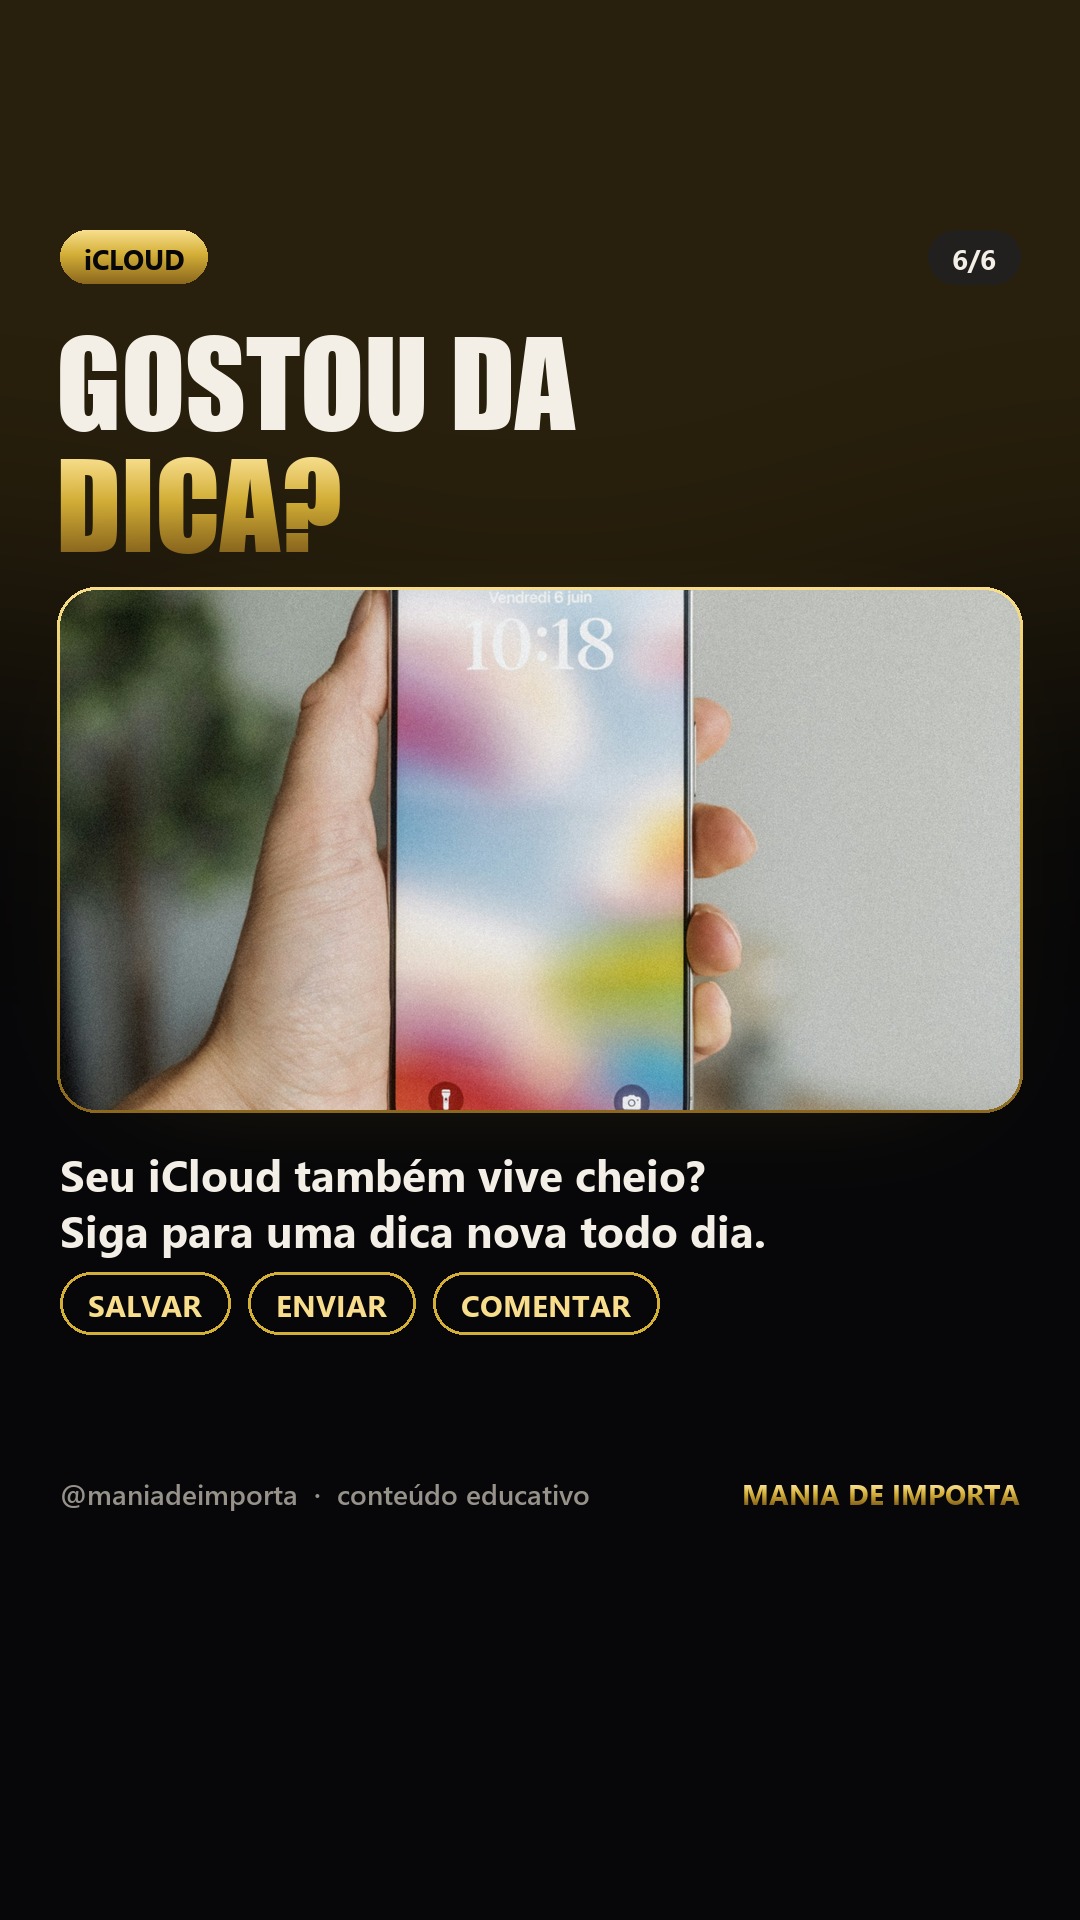 iCLOUD
6/6
GOSTOU DA
DICA?
Vendredi 6 juin
10:18
Seu iCloud também vive cheio?
Siga para uma dica nova todo dia.
SALVAR ENVIAR COMENTAR
@maniadeimporta · conteúdo educativo
MANIA DE IMPORTA